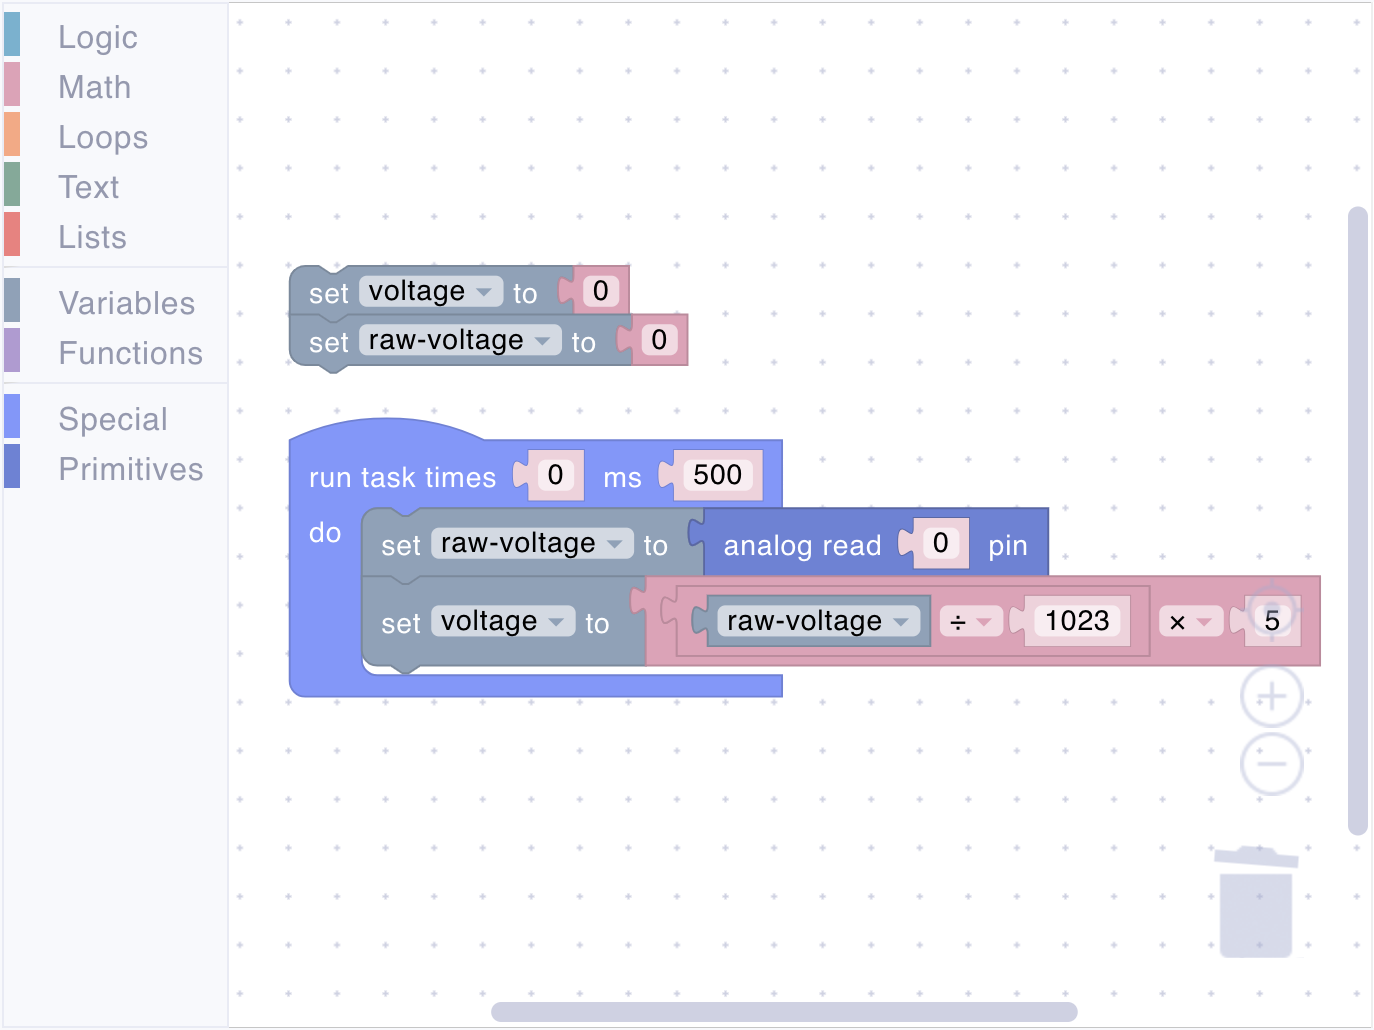 Logic
Math
Loops
Text
Lists
Variables
Functions
Special
Primitives
set voltage to 0
set raw-voltage to 0
run task times 0 ms 500
do
set raw-voltage to analog read 0 pin
set voltage to raw-voltage ÷ 1023 × 5